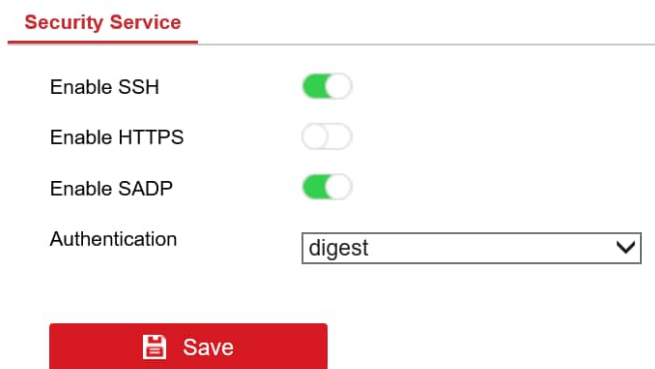 Security Service
Enable SSH
Enable HTTPS
Enable SADP
Authentication
digest
Save